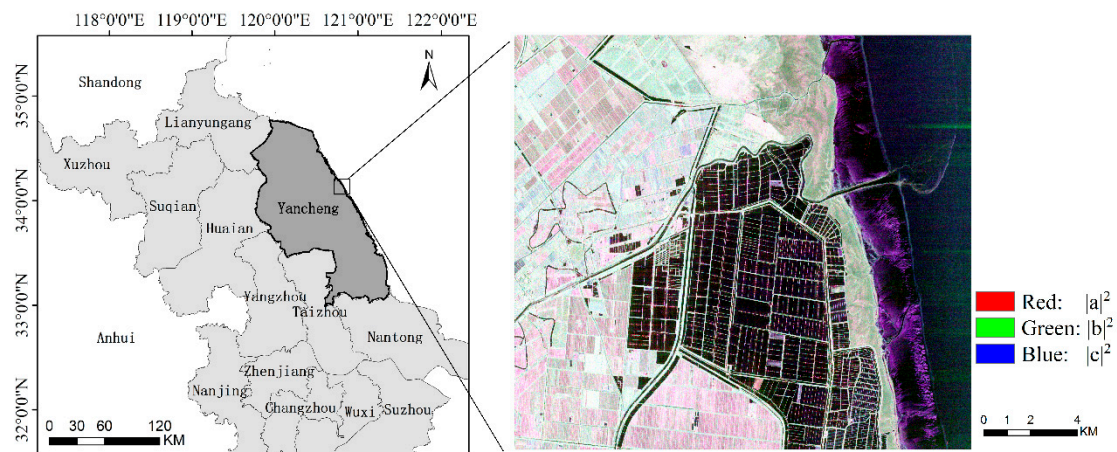 118°0'0"E 119°0'0"E 120°0'0"E 121°0'0"E 122°0'0"E
35°0'0"N
34°0'0"N
33°0'0"N
32°0'0"N
N
Shandong
Lianyungang
Xuzhou
Suqian
Yancheng
Huaian
Yangzhou
Taizhou
Anhui
Nantong
Zhenjiang
Nanjing
Changzhou
Wuxi
Suzhou
0 30 60 120
KM
Red: |a|²
Green: |b|²
Blue: |c|²
0 1 2 4
KM